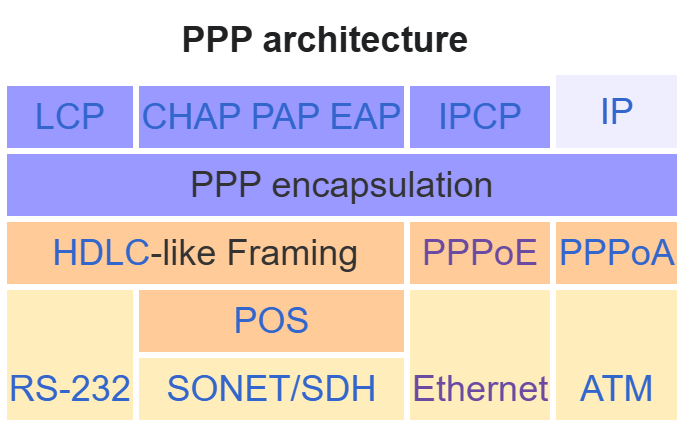 PPP architecture
LCP CHAP PAP EAP IPCP IP
PPP encapsulation
HDLC-like Framing PPPoE PPPoA
POS
RS-232 SONET/SDH Ethernet ATM